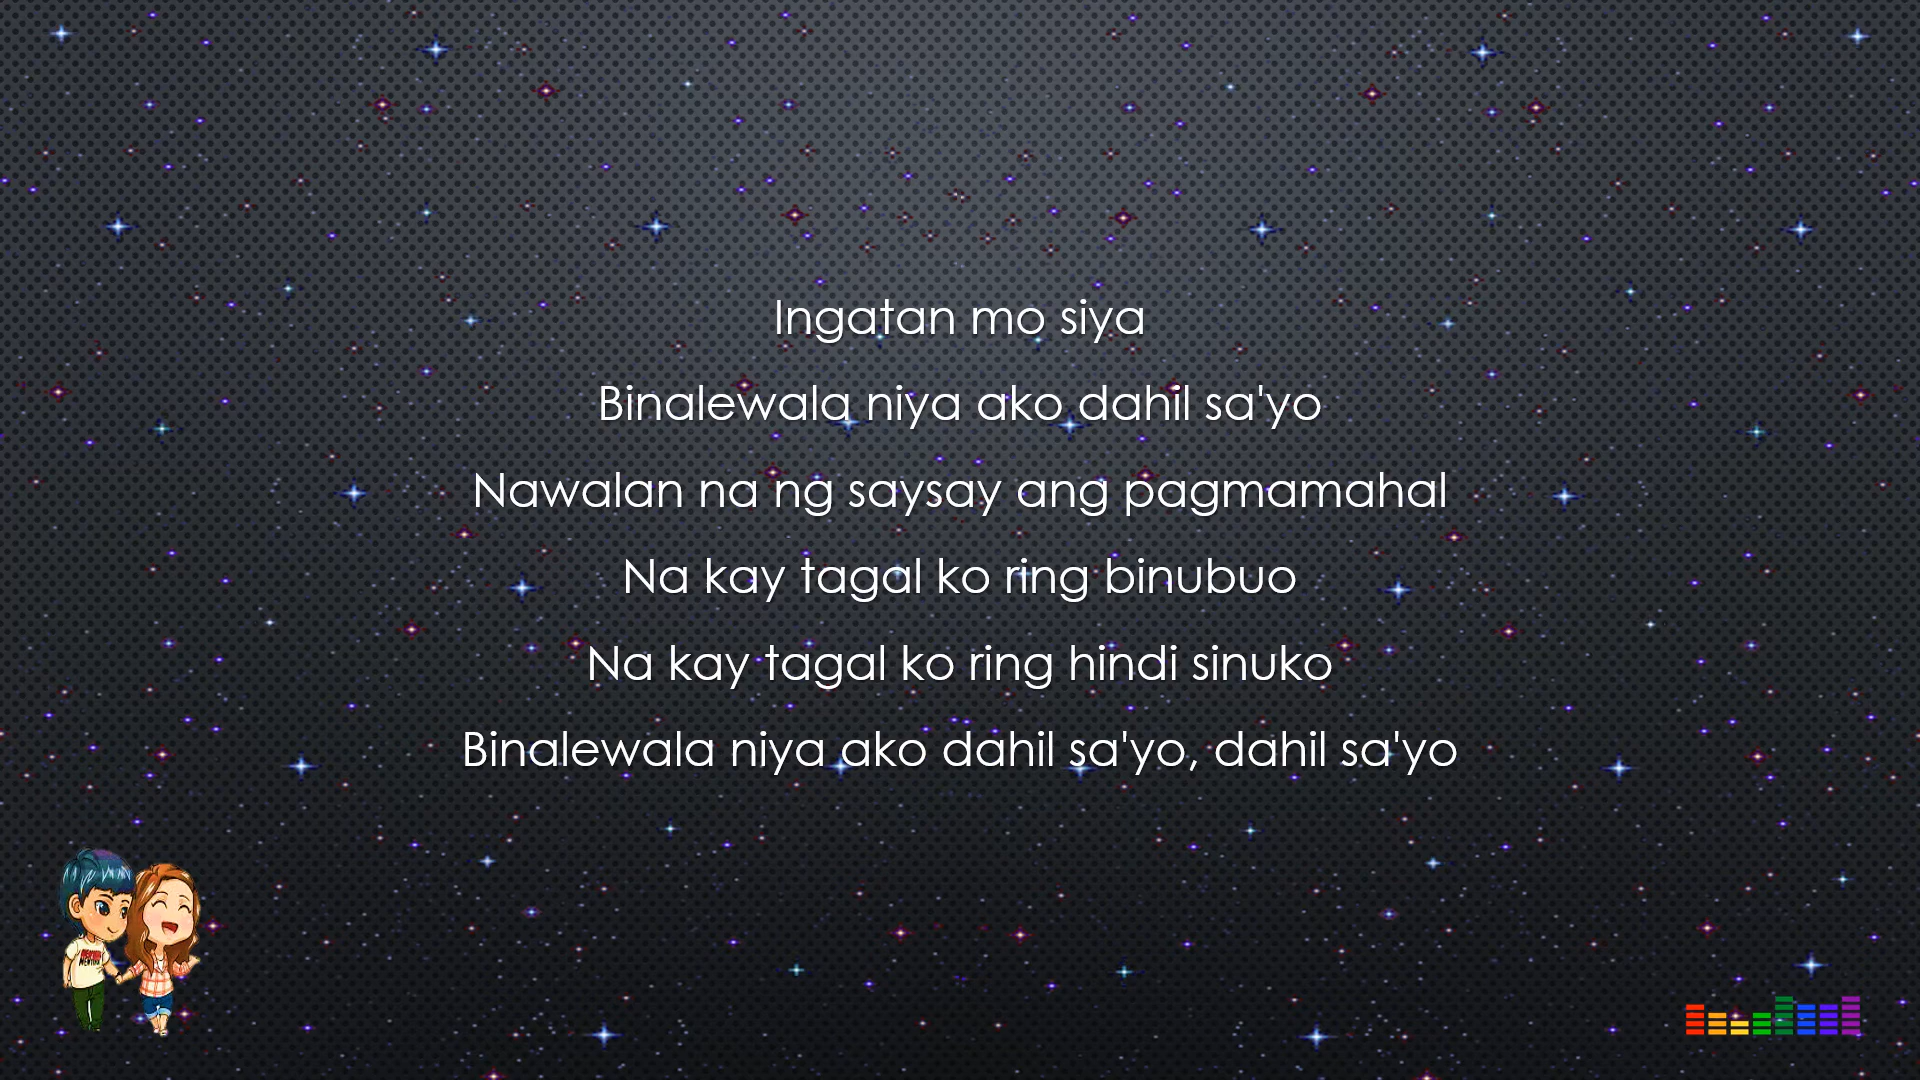 Ingatan mo siya
Binalewala niya ako dahil sa'yo
Nawalan na ng saysay ang pagmamahal
Na kay tagal ko ring binubuo
Na kay tagal ko ring hindi sinuko
Binalewala niya ako dahil sa'yo, dahil sa'yo